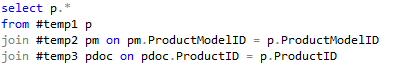 select p.*
from #temp1 p
join #temp2 pm on pm.ProductModelID = p.ProductModelID
join #temp3 pdoc on pdoc.ProductID = p.ProductID